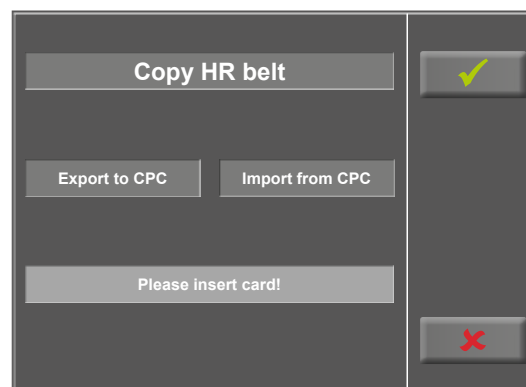 Copy HR belt
Export to CPC
Import from CPC
Please insert card!